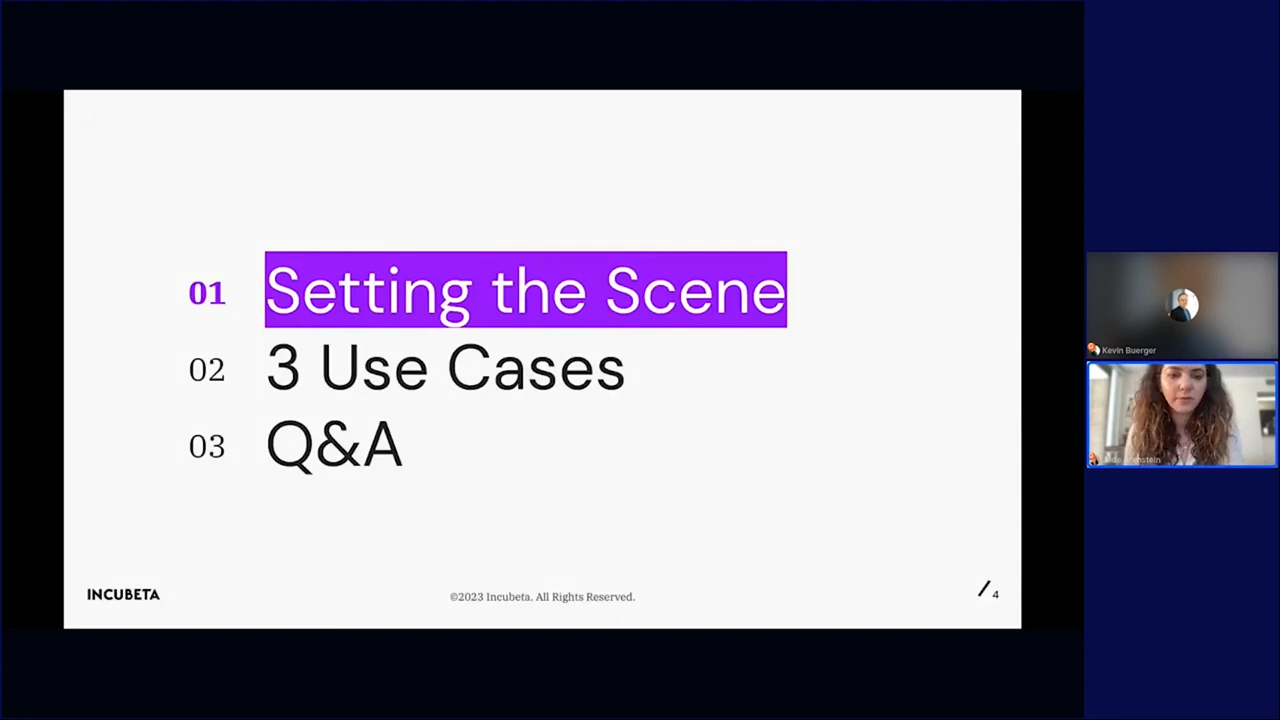 01 Setting the Scene
02 3 Use Cases
03 Q&A
INCUBETA ©2023 Incubeta. All Rights Reserved. / 4
Kevin Buerger